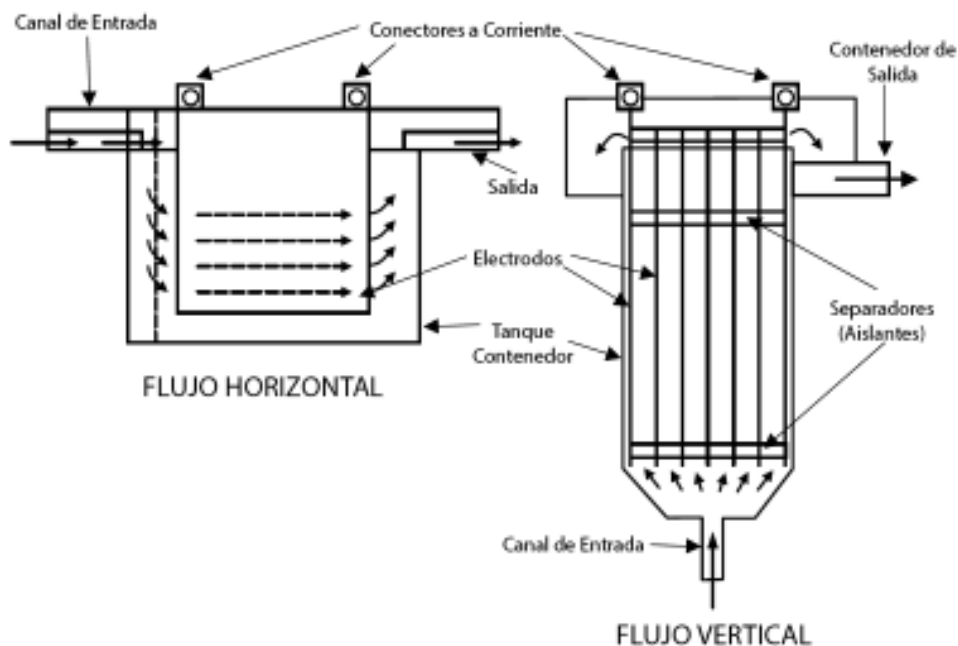 Canal de Entrada
Conectores a Corriente
Contenedor de
Salida
Salida
Electrodos
Separadores
(Aislantes)
Tanque
Contenedor
FLUJO HORIZONTAL
Canal de Entrada
FLUJO VERTICAL